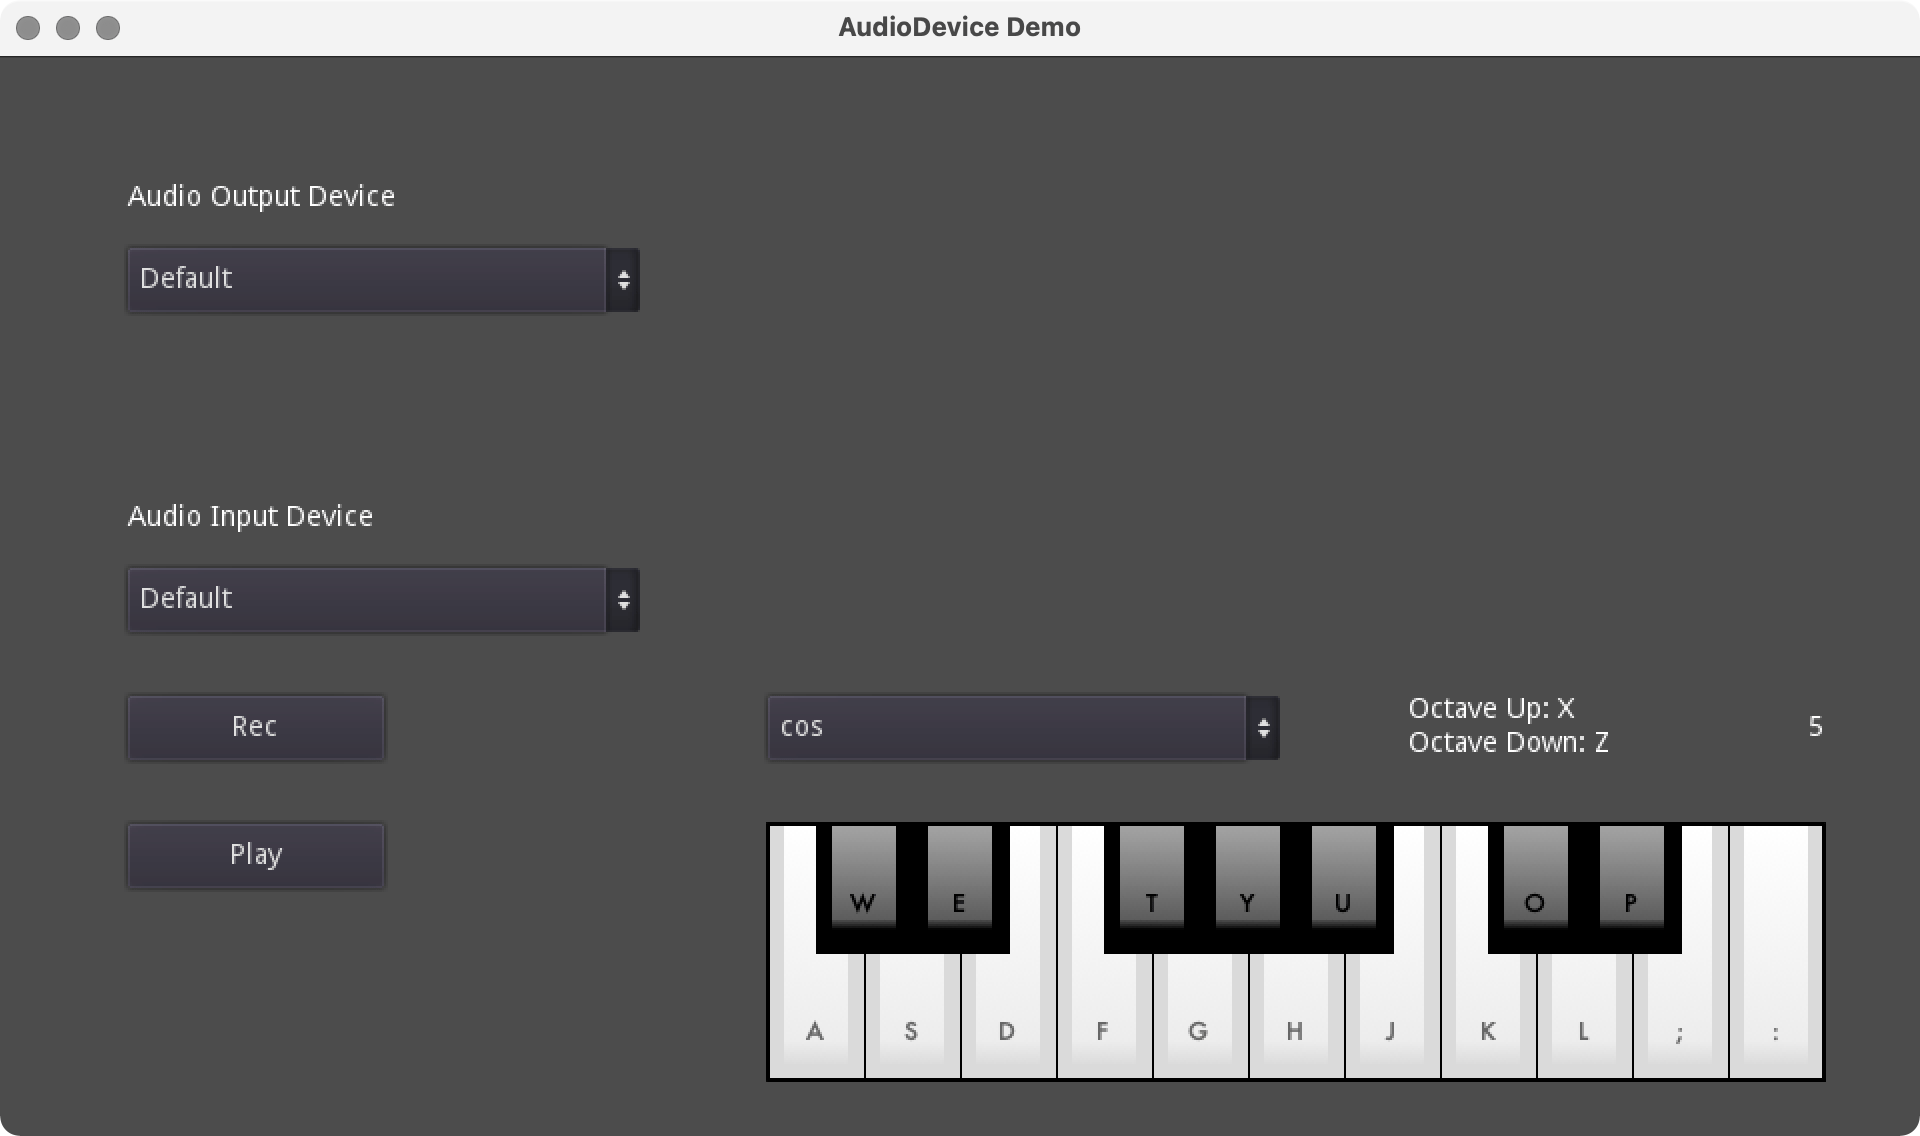 AudioDevice Demo
Audio Output Device
Default
Audio Input Device
Default
Rec
cos
Octave Up: X
Octave Down: Z
5
Play
W E T Y U O P
A S D F G H J K L ; :